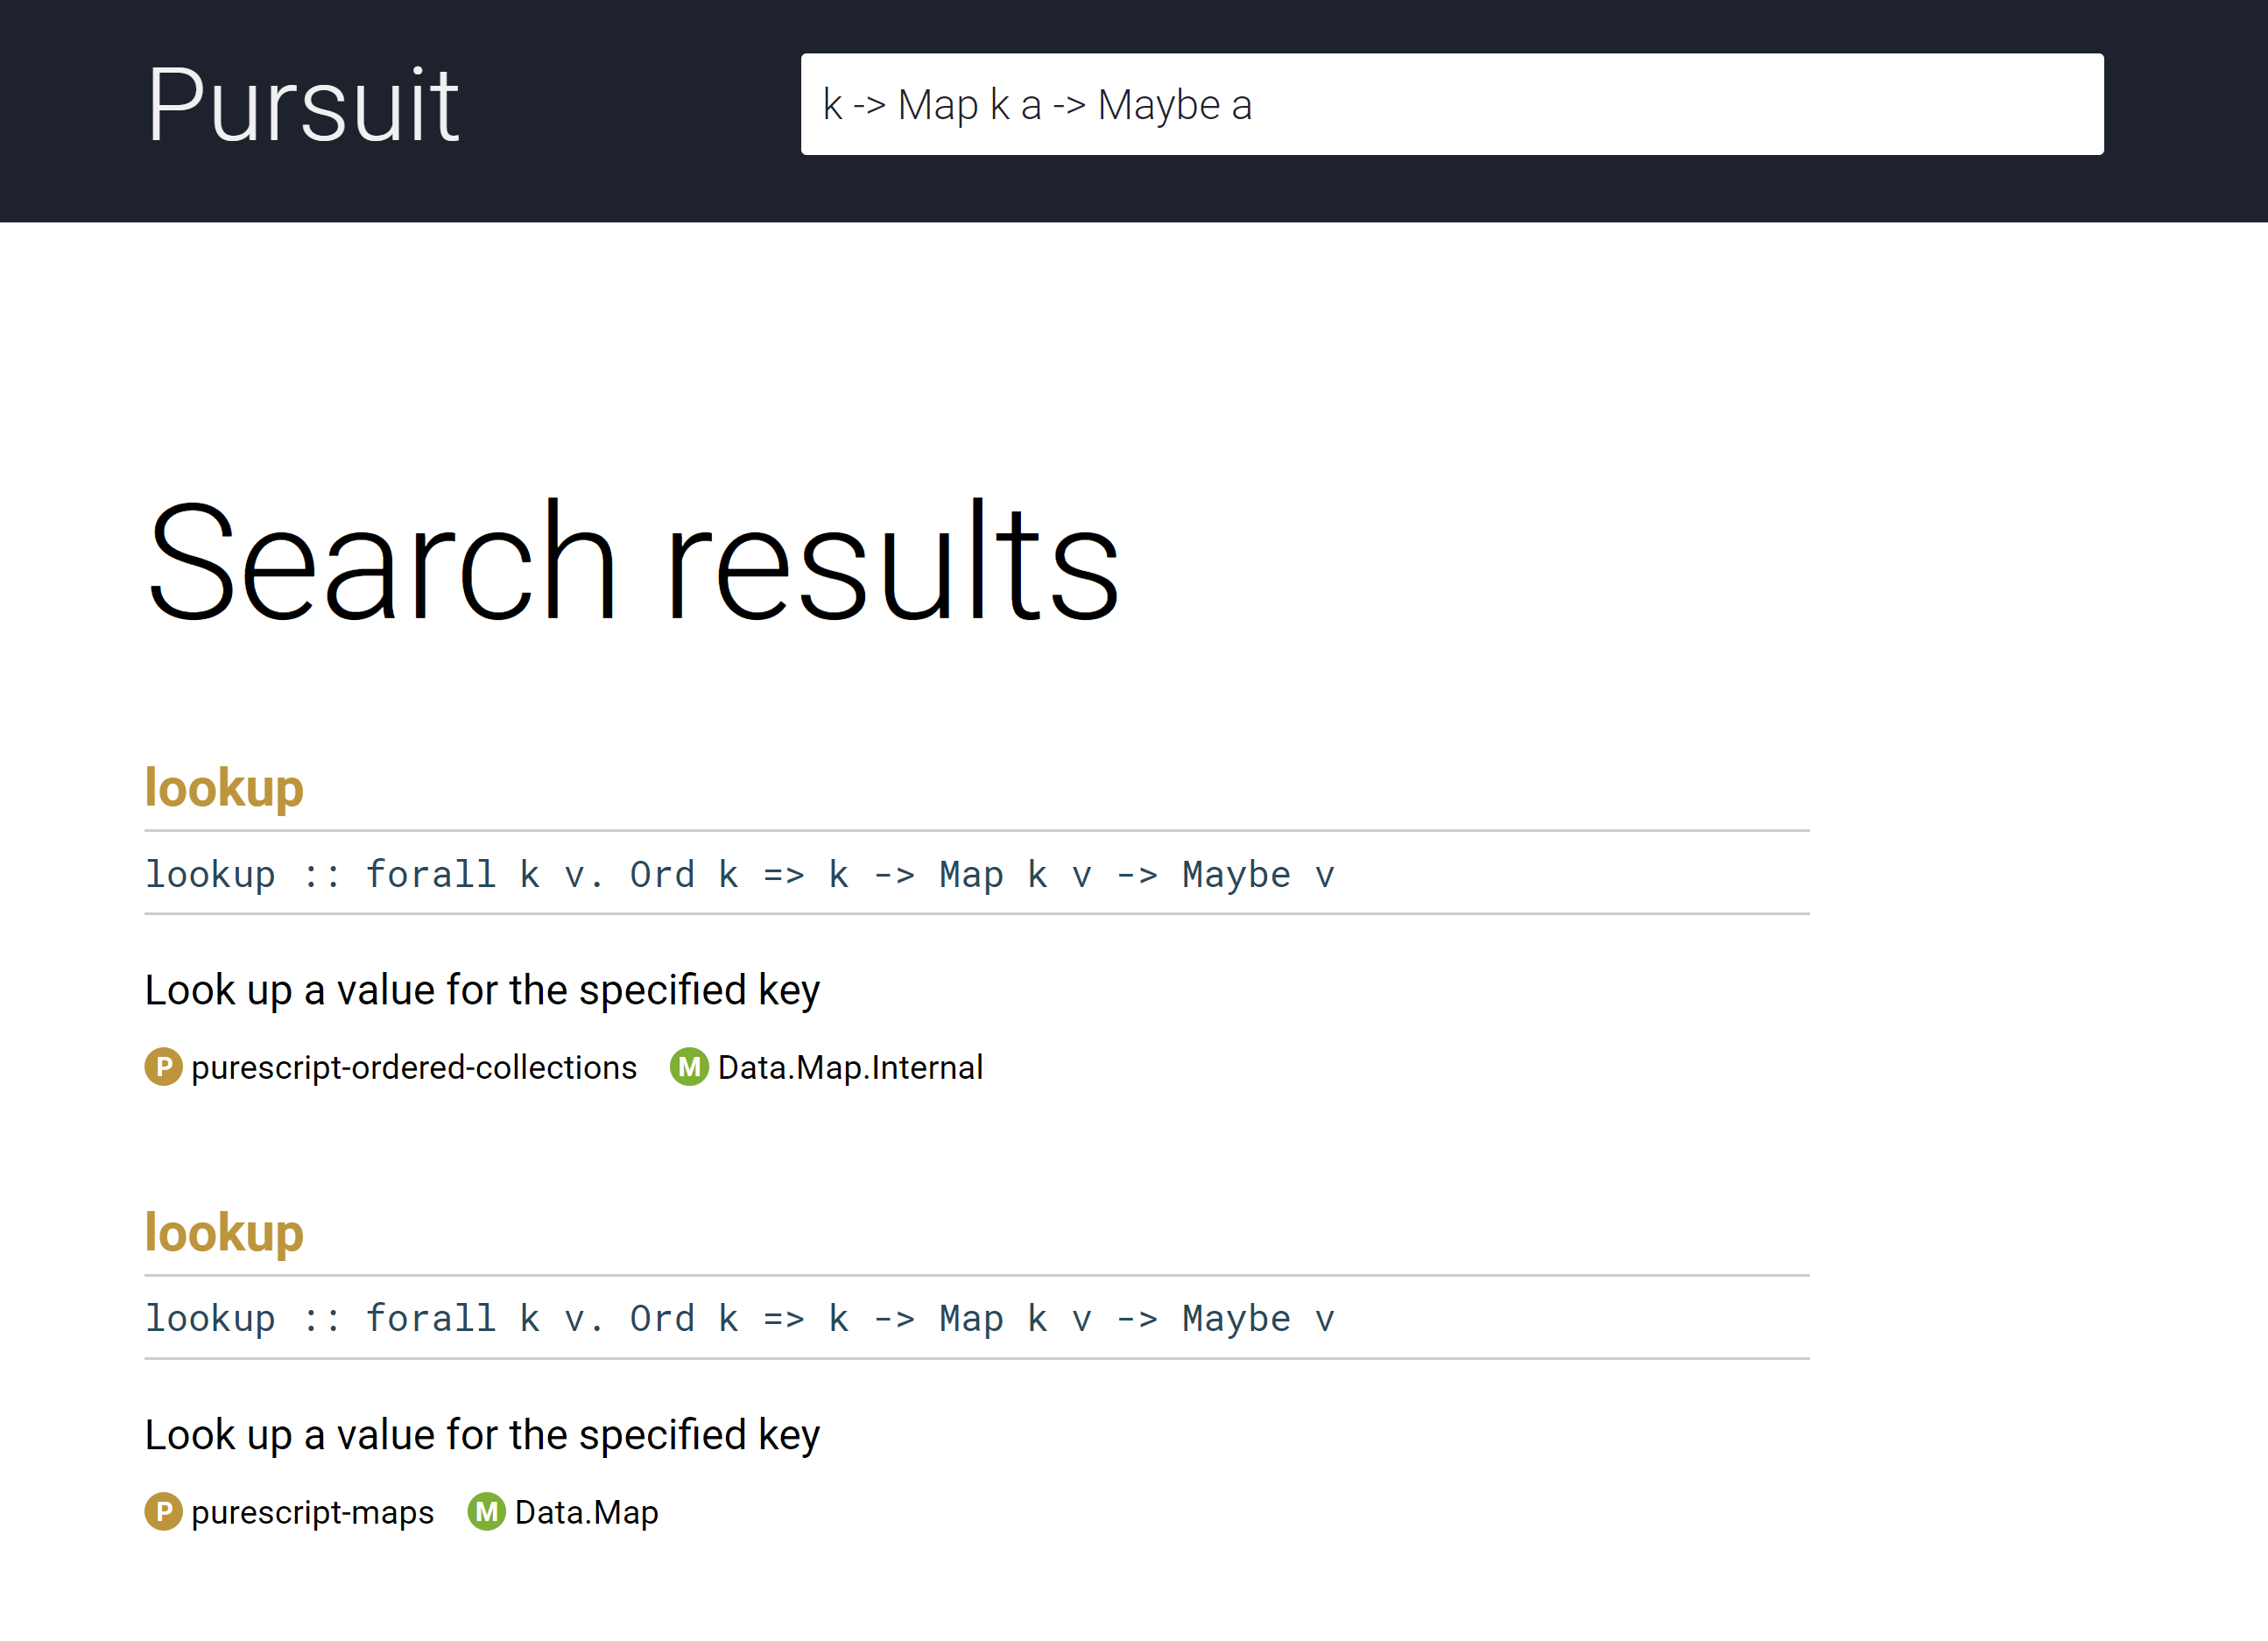 Pursuit
k -> Map k a -> Maybe a
Search results
lookup
lookup :: forall k v. Ord k => k -> Map k v -> Maybe v
Look up a value for the specified key
P purescript-ordered-collections M Data.Map.Internal
lookup
lookup :: forall k v. Ord k => k -> Map k v -> Maybe v
Look up a value for the specified key
P purescript-maps M Data.Map